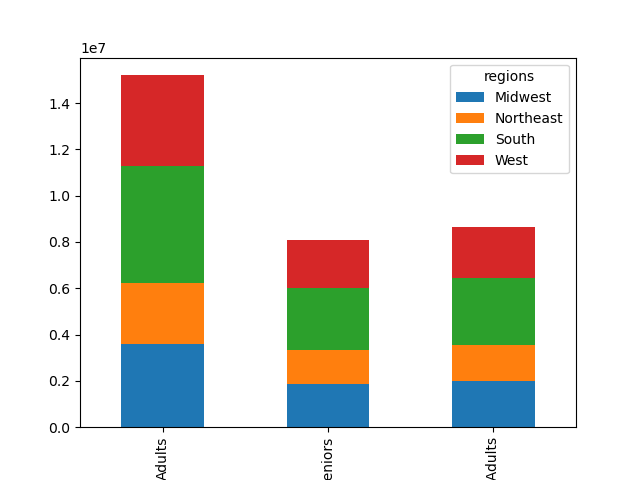 1e7
1.4
1.2
1.0
0.8
0.6
0.4
0.2
0.0
regions
Midwest
Northeast
South
West
Adults
eniors
Adults